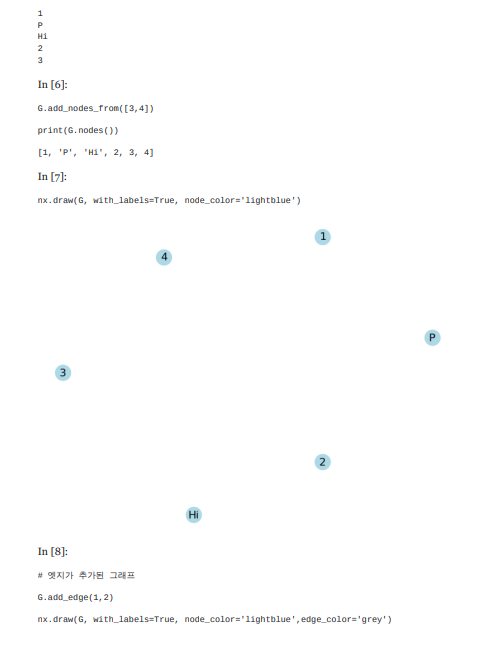 1
P
Hi
2
3
In [6]:
G.add_nodes_from([3,4])
print(G.nodes())
[1, 'P', 'Hi', 2, 3, 4]
In [7]:
nx.draw(G, with_labels=True, node_color='lightblue')
1
4
P
3
2
Hi
In [8]:
# 엣지가 추가된 그래프
G.add_edge(1,2)
nx.draw(G, with_labels=True, node_color='lightblue',edge_color='grey')